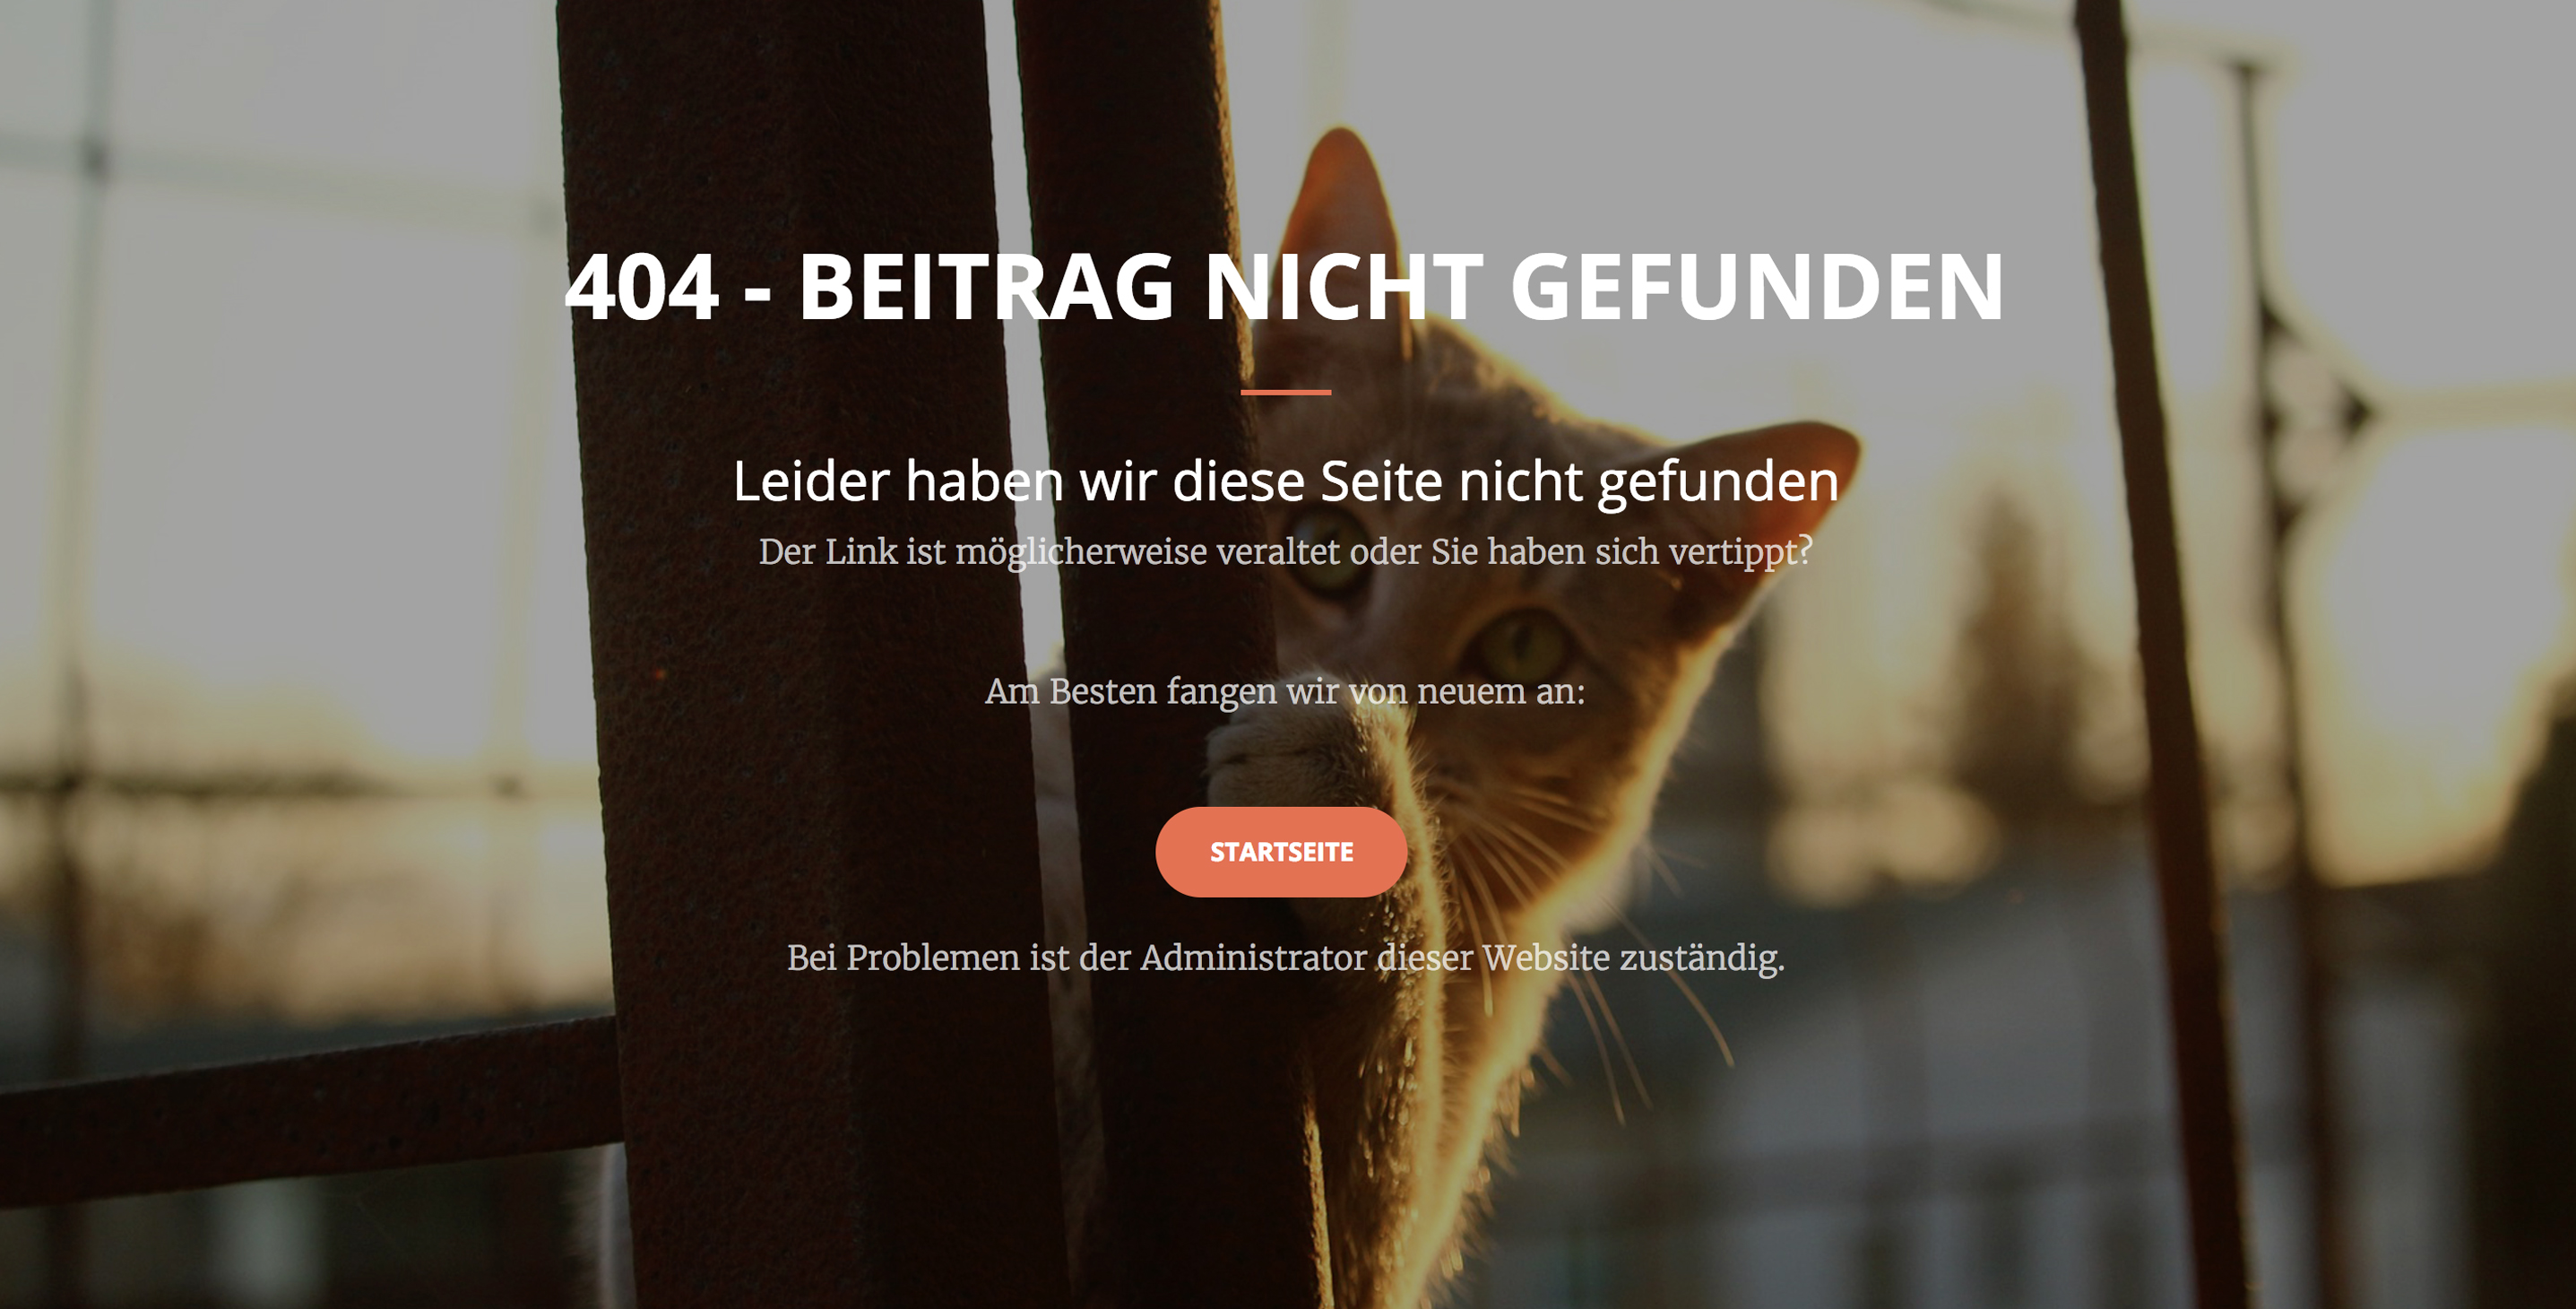 404 - BEITRAG NICHT GEFUNDEN
Leider haben wir diese Seite nicht gefunden
Der Link ist möglicherweise veraltet oder Sie haben sich vertippt?
Am Besten fangen wir von neuem an:
STARTSEITE
Bei Problemen ist der Administrator dieser Website zuständig.